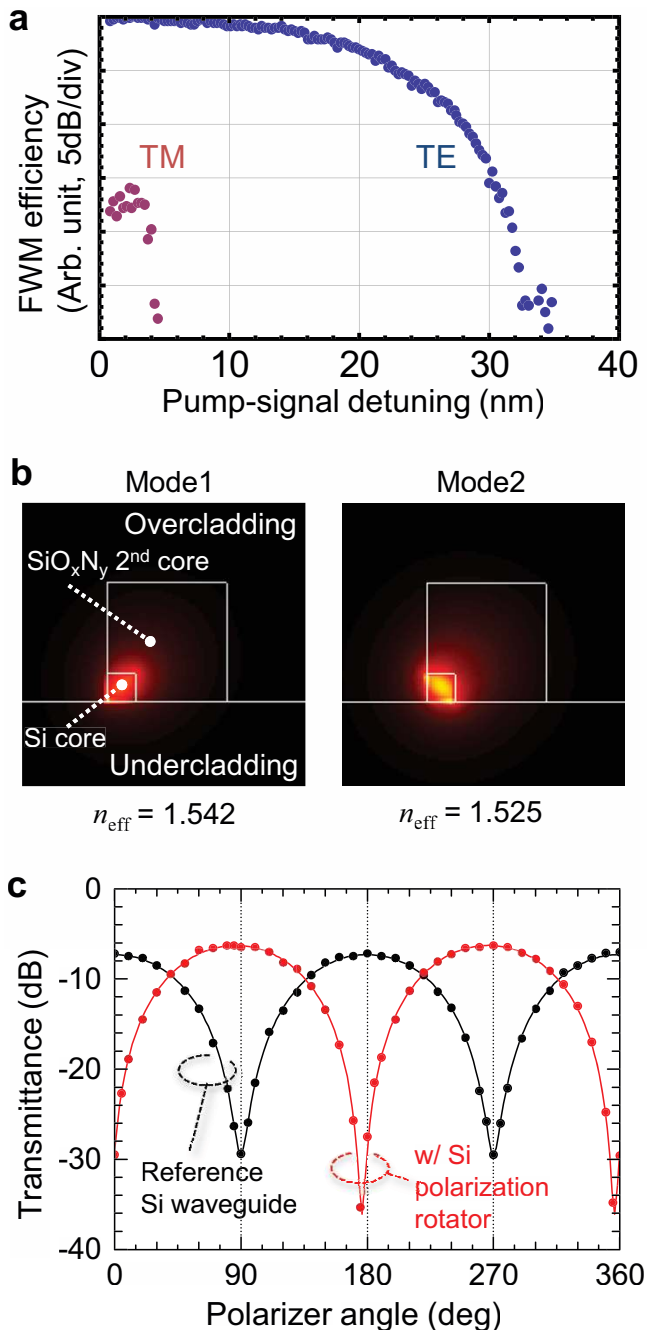 a
FWM efficiency
(Arb. unit, 5dB/div)
TM
TE
0
10
20
30
40
Pump-signal detuning (nm)
b
Mode1
Mode2
Overcladding
SiOxNy 2nd core
Si core
Undercladding
neff = 1.542
neff = 1.525
c
Transmittance (dB)
0
-10
-20
-30
-40
Reference
Si waveguide
w/ Si
polarization
rotator
0
90
180
270
360
Polarizer angle (deg)